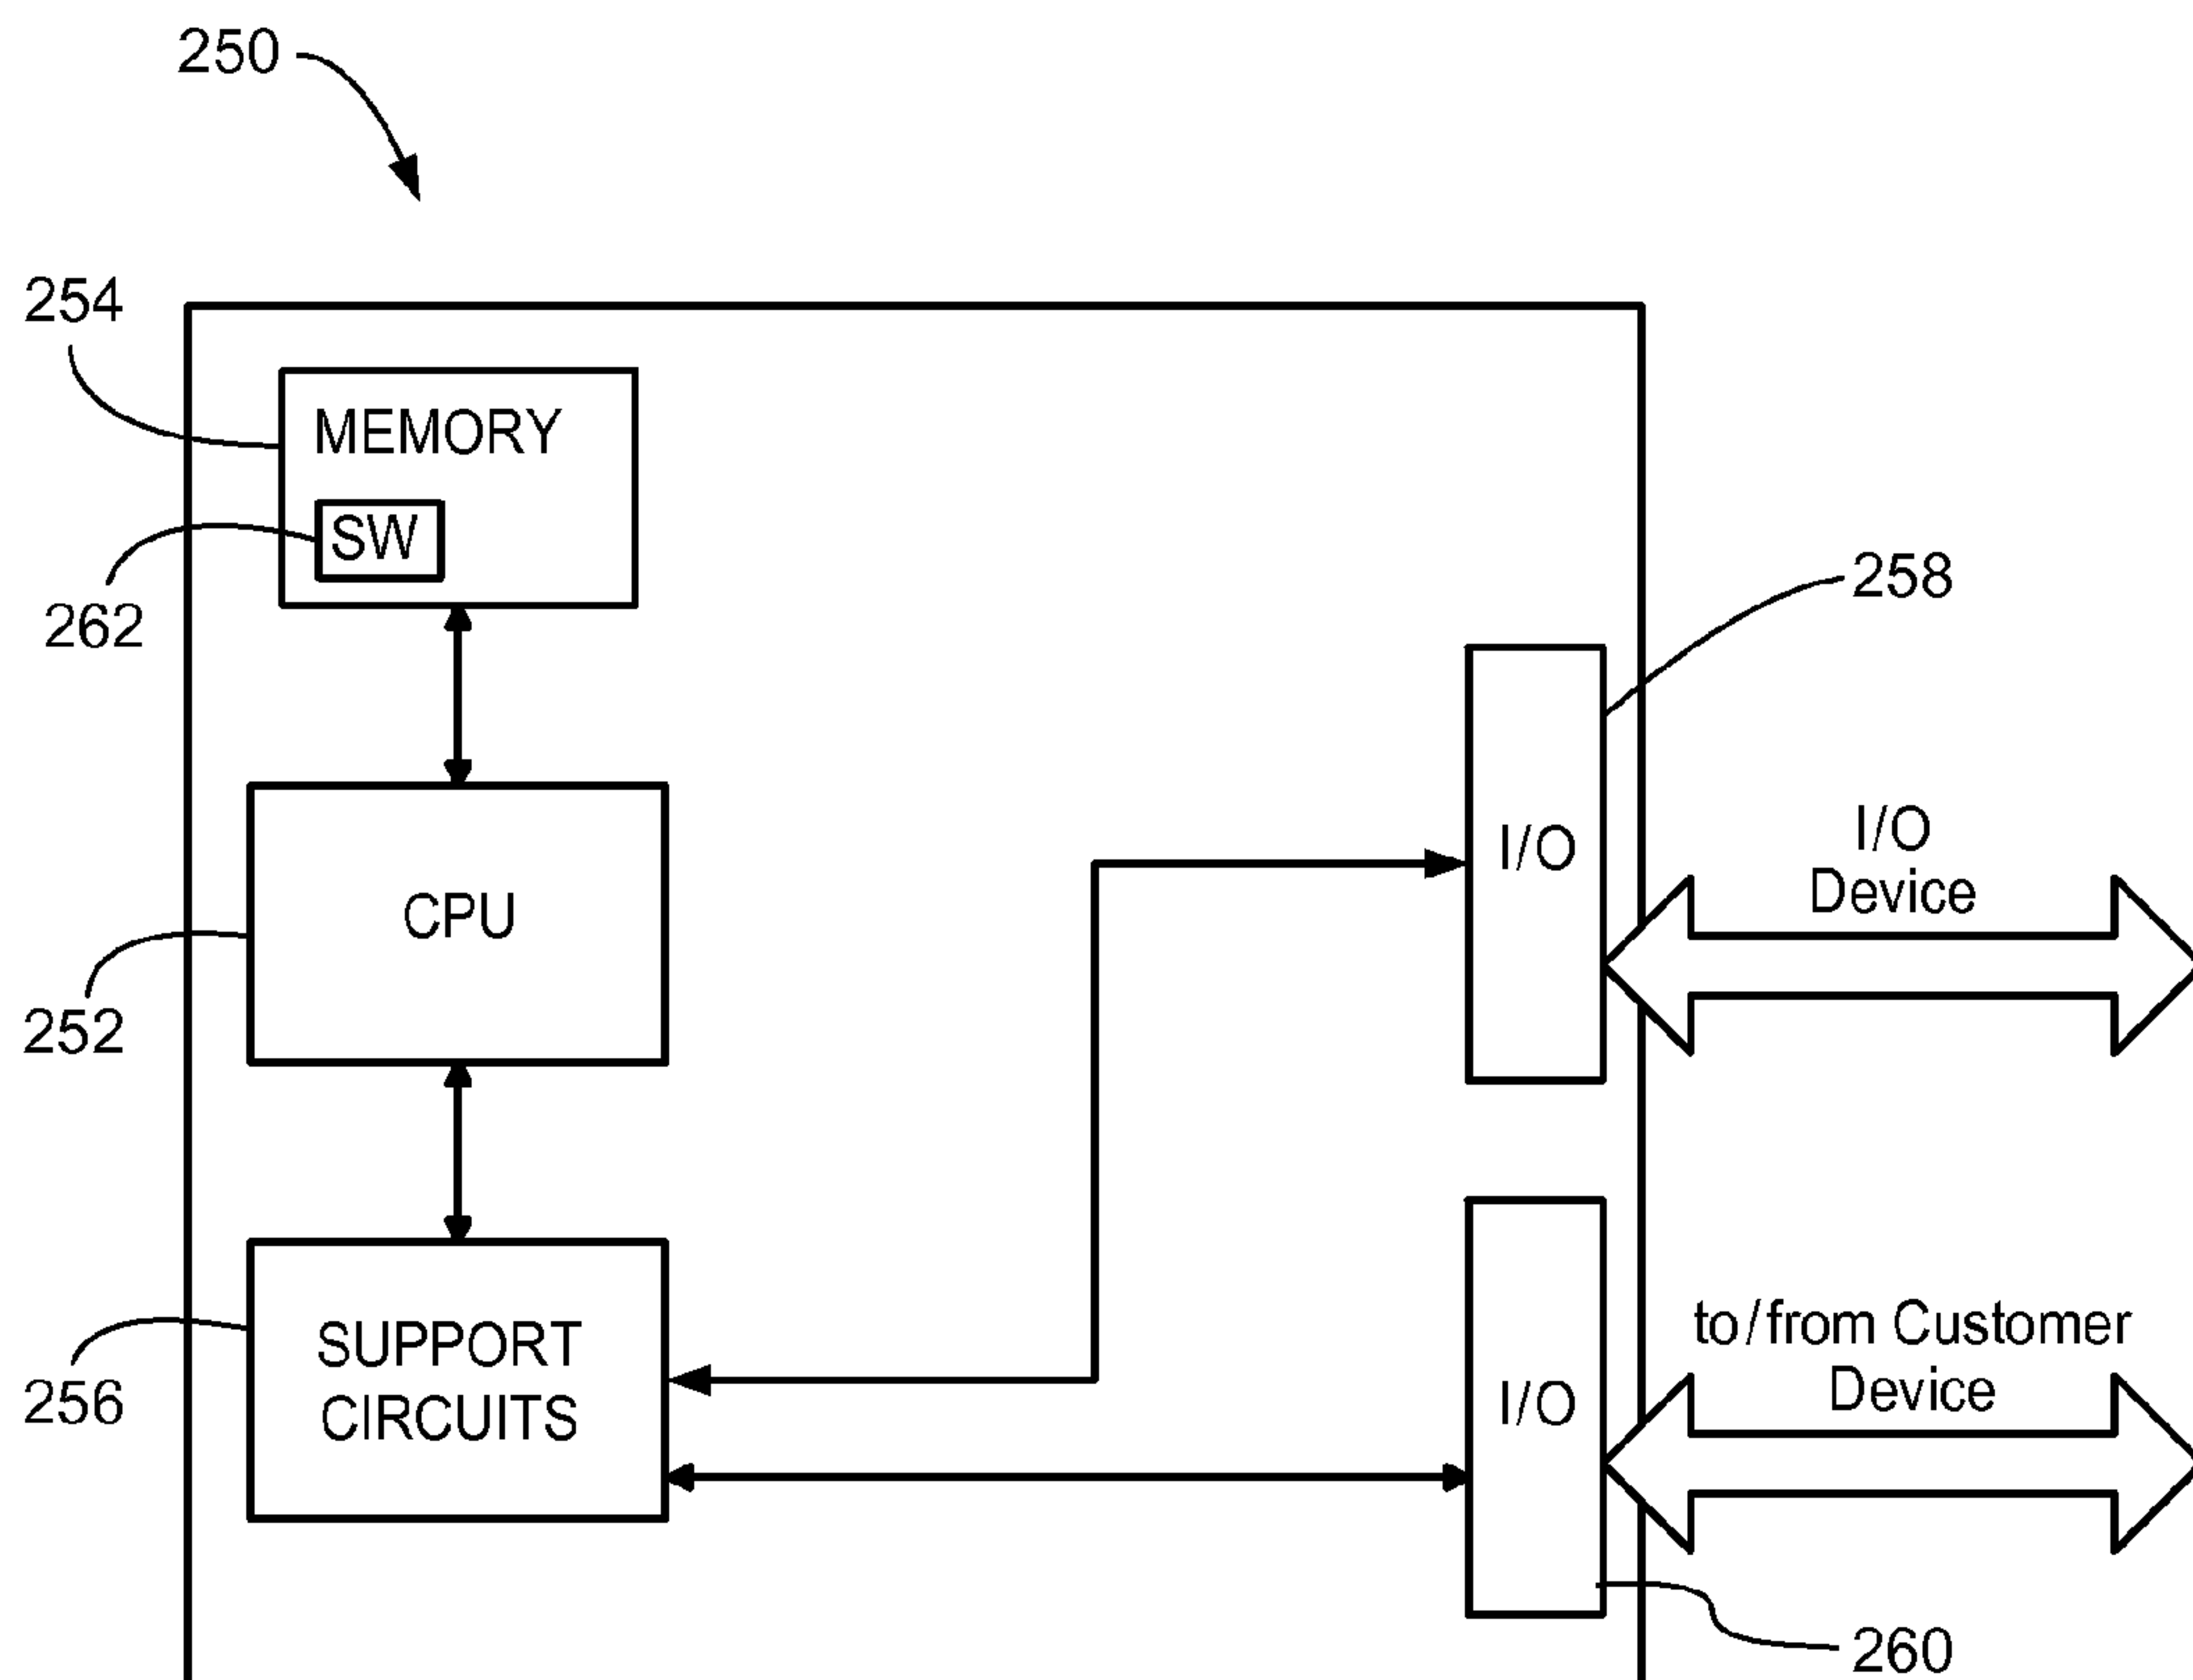 250
254
MEMORY
SW
262
258
I/O
I/O
Device
CPU
252
to/from Customer
Device
SUPPORT
CIRCUITS
256
I/O
260